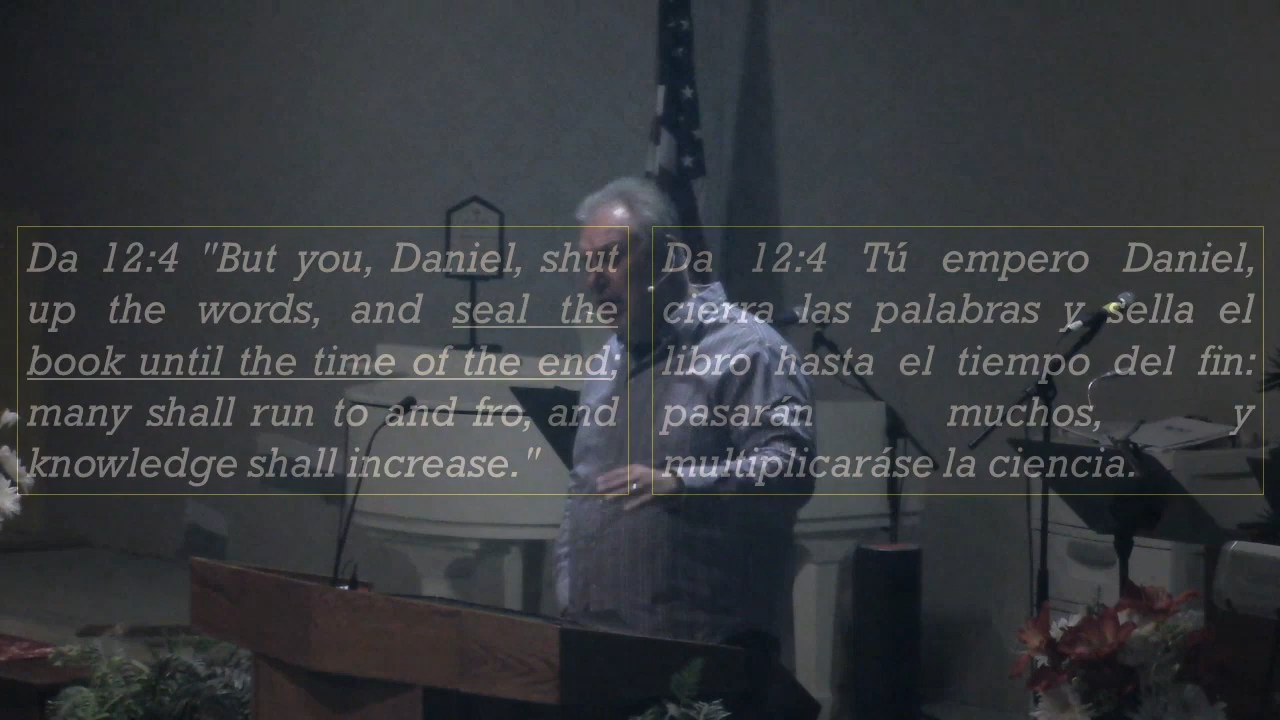 Da 12:4 "But you, Daniel, shut
up the words, and seal the
book until the time of the end;
many shall run to and fro, and
knowledge shall increase."
Da 12:4 Tú empero Daniel,
cierra las palabras y sella el
libro hasta el tiempo del fin:
pasarán muchos, y
multiplicaráse la ciencia.